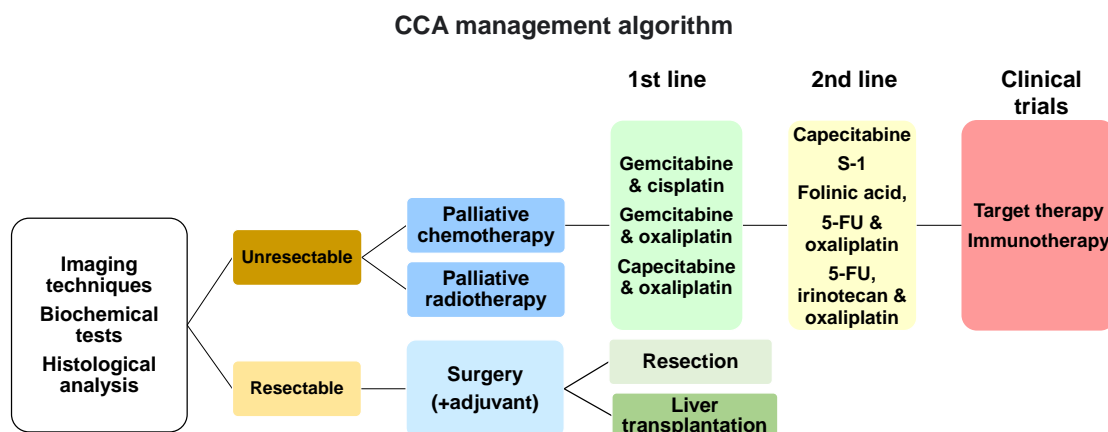 CCA management algorithm
1st line
2nd line
Clinical
trials
Imaging
techniques
Biochemical
tests
Histological
analysis
Unresectable
Resectable
Palliative
chemotherapy
Palliative
radiotherapy
Surgery
(+adjuvant)
Gemcitabine
& cisplatin
Gemcitabine
& oxaliplatin
Capecitabine
& oxaliplatin
Capecitabine
S-1
Folinic acid,
5-FU &
oxaliplatin
5-FU,
irinotecan &
oxaliplatin
Target therapy
Immunotherapy
Resection
Liver
transplantation